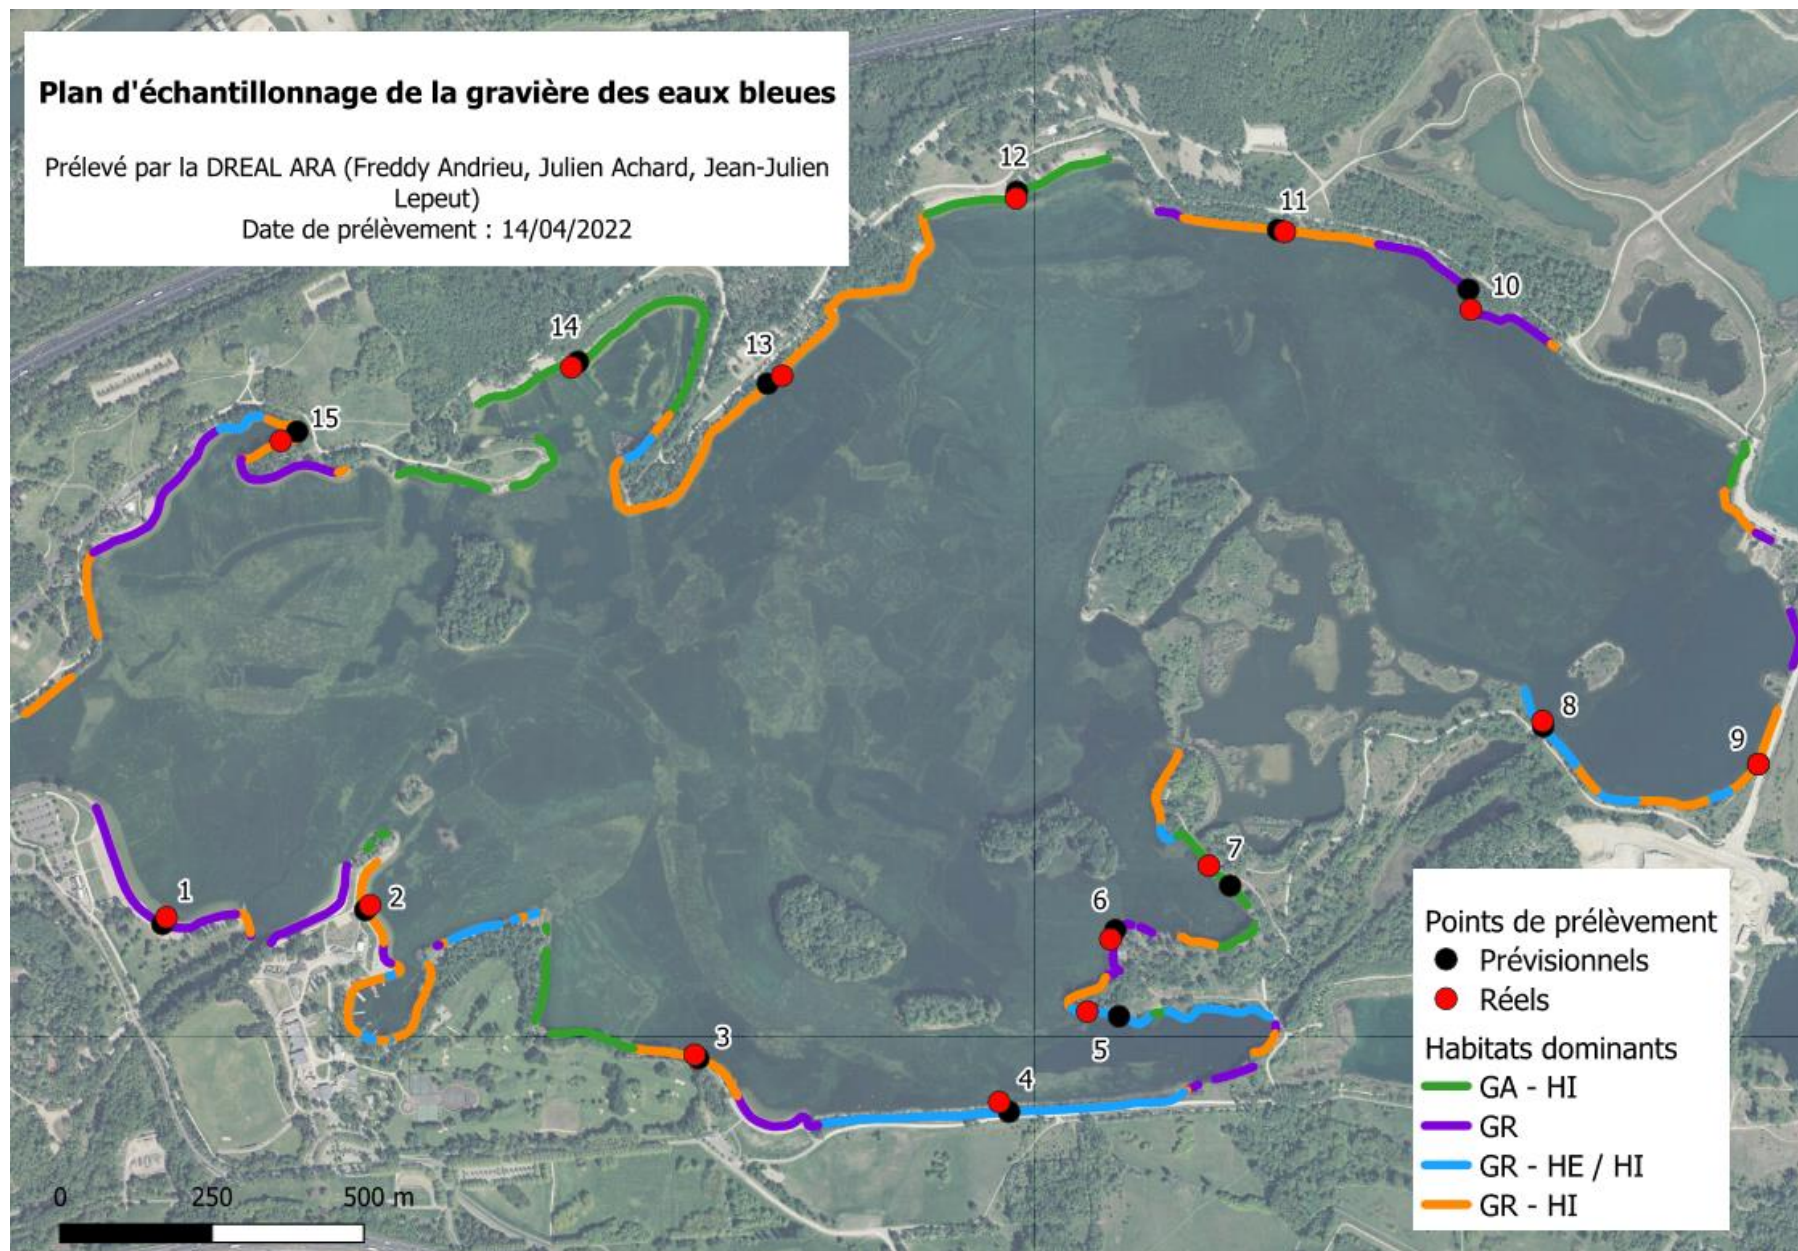 Plan d'échantillonnage de la gravière des eaux bleues
Prélevé par la DREAL ARA (Freddy Andrieu, Julien Achard, Jean-Julien
Lepeut)
Date de prélèvement : 14/04/2022
12
11
10
14
13
15
8
9
7
6
1
2
5
3
4
Points de prélèvement
Prévisionnels
Réels
Habitats dominants
GA - HI
GR
GR - HE / HI
GR - HI
0 250 500 m